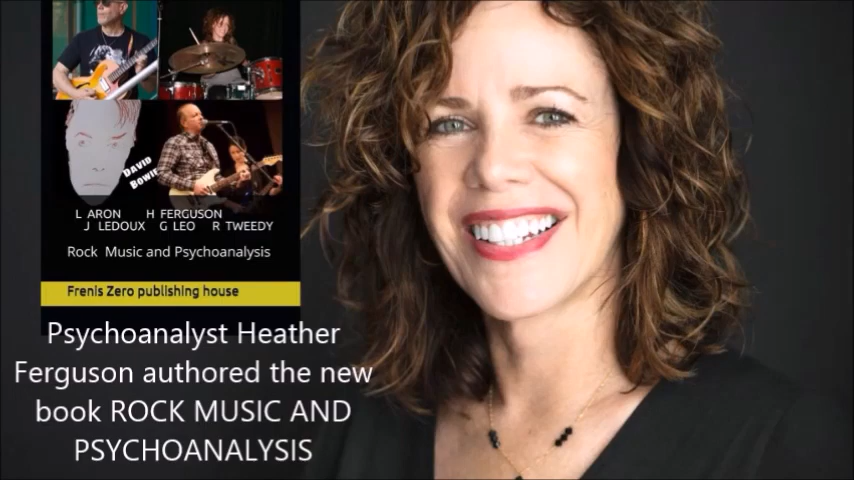 DAVID
BOWIE
L ARON H FERGUSON
J LEDOUX G LEO R TWEEDY
Rock Music and Psychoanalysis
Frenis Zero publishing house
Psychoanalyst Heather
Ferguson authored the new
book ROCK MUSIC AND
PSYCHOANALYSIS